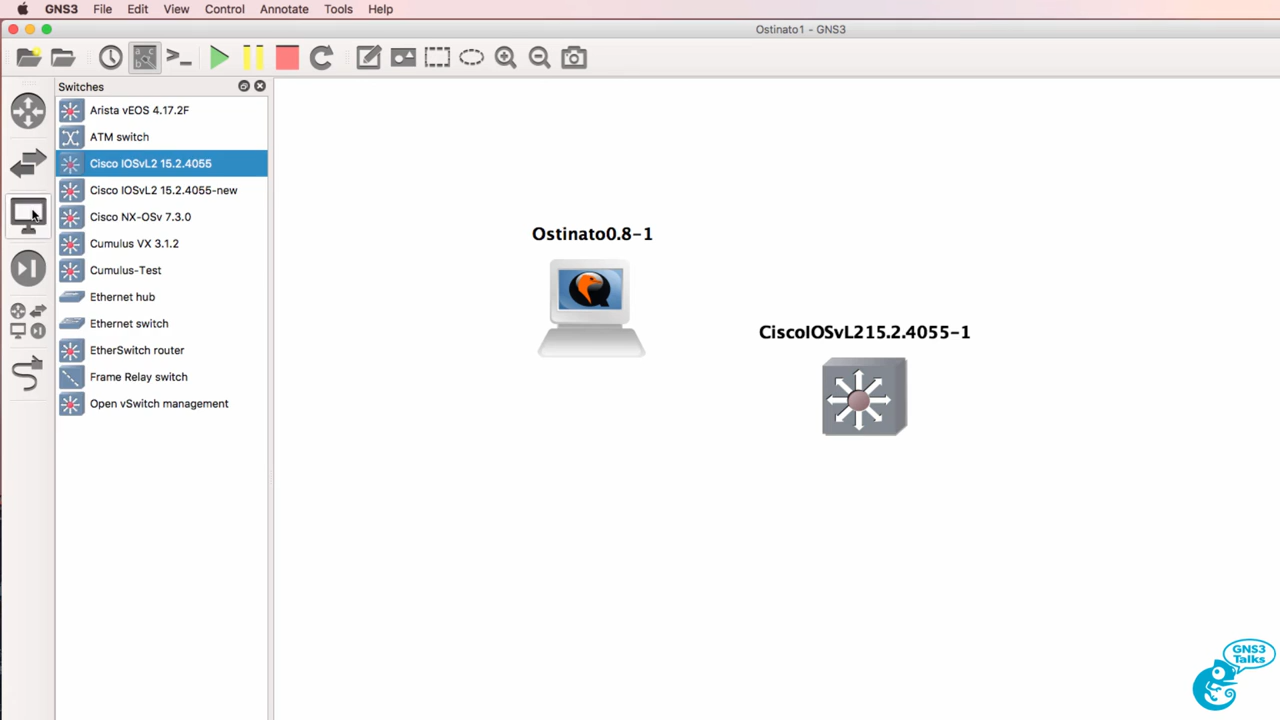 GNS3 File Edit View Control Annotate Tools Help
Ostinato1 - GNS3
Switches
Arista vEOS 4.17.2F
ATM switch
Cisco IOSvL2 15.2.4055
Cisco IOSvL2 15.2.4055-new
Cisco NX-OSv 7.3.0
Cumulus VX 3.1.2
Cumulus-Test
Ethernet hub
Ethernet switch
EtherSwitch router
Frame Relay switch
Open vSwitch management
Ostinato0.8-1
CiscoIOSvL215.2.4055-1
GNS3
Talks